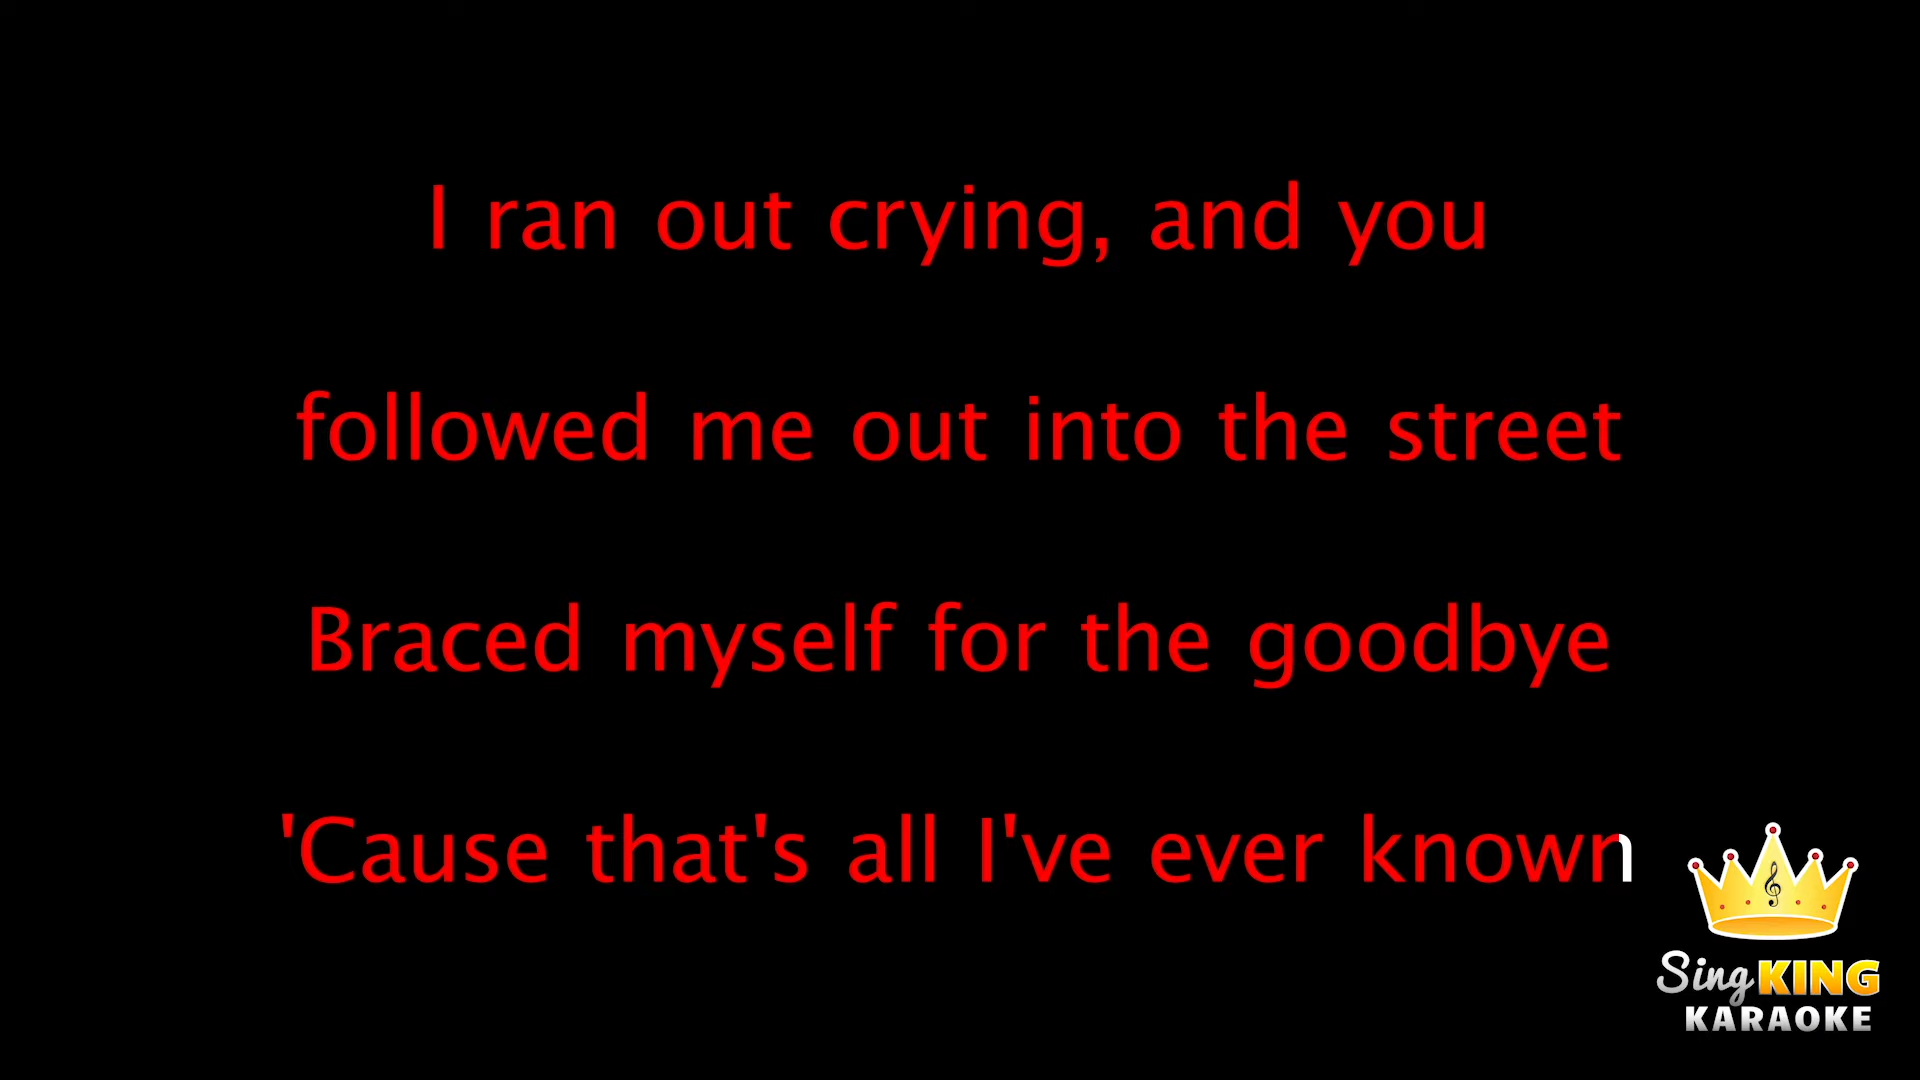 I ran out crying, and you
followed me out into the street
Braced myself for the goodbye
'Cause that's all I've ever known
Sing KING
KARAOKE